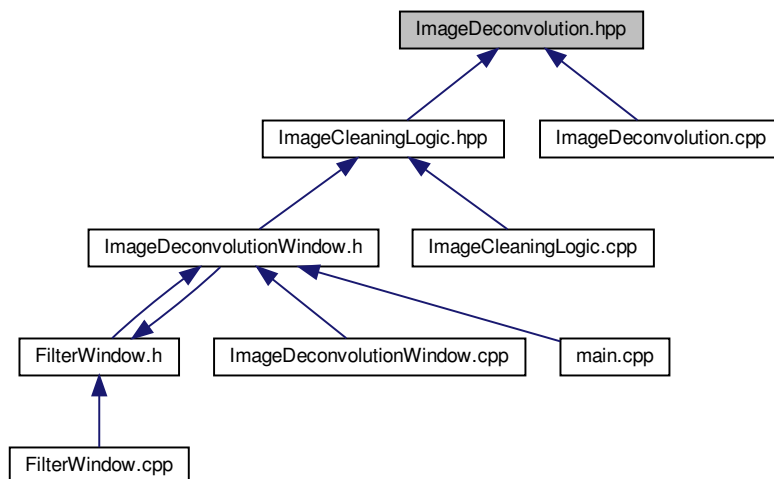 ImageDeconvolution.hpp
ImageCleaningLogic.hpp
ImageDeconvolution.cpp
ImageDeconvolutionWindow.h
ImageCleaningLogic.cpp
FilterWindow.h
ImageDeconvolutionWindow.cpp
main.cpp
FilterWindow.cpp